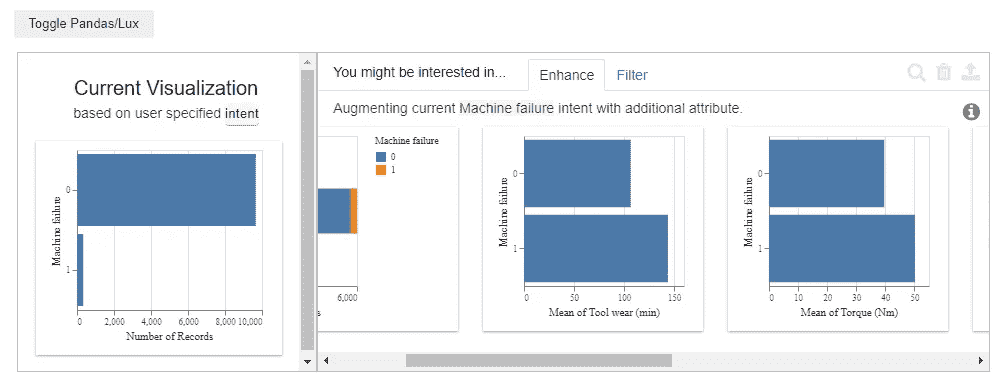 Toggle Pandas/Lux
Current Visualization
based on user specified intent
Machine failure
0
1
0 2,000 4,000 6,000 8,000 10,000
Number of Records
You might be interested in...
Enhance
Filter
Augmenting current Machine failure intent with additional attribute.
Machine failure
0
1
6,000
s
Machine failure
0
1
0 50 100 150
Mean of Tool wear (min)
Machine failure
0
1
0 10 20 30 40 50
Mean of Torque (Nm)